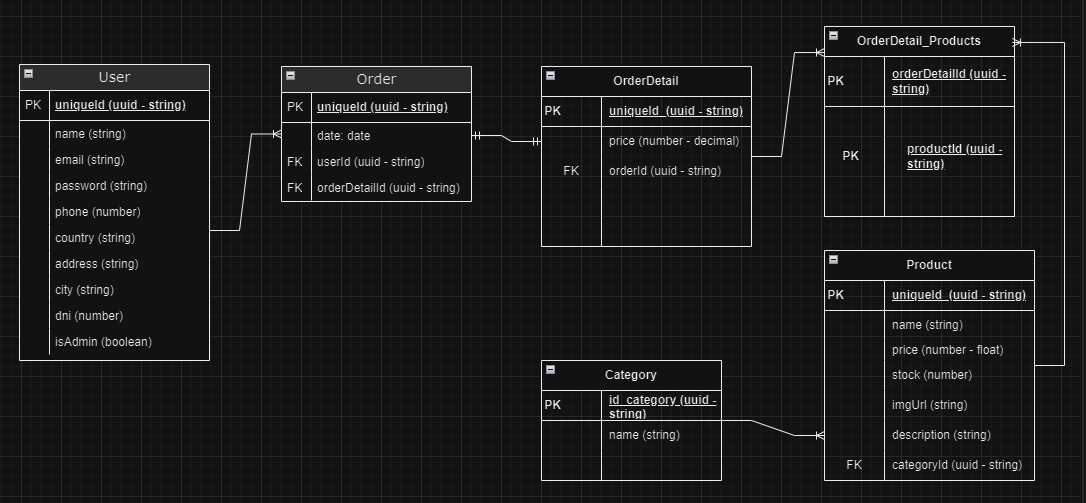 User
PK uniqueId (uuid - string)
name (string)
email (string)
password (string)
phone (number)
country (string)
address (string)
city (string)
dni (number)
isAdmin (boolean)
Order
PK uniqueId (uuid - string)
date: date
FK userId (uuid - string)
FK orderDetailId (uuid - string)
OrderDetail
PK uniqueId (uuid - string)
price (number - decimal)
FK orderId (uuid - string)
OrderDetail_Products
PK orderDetailId (uuid -
string)
PK productId (uuid -
string)
Product
PK uniqueId (uuid - string)
name (string)
price (number - float)
stock (number)
imgUrl (string)
description (string)
FK categoryId (uuid - string)
Category
PK id_category (uuid -
string)
name (string)